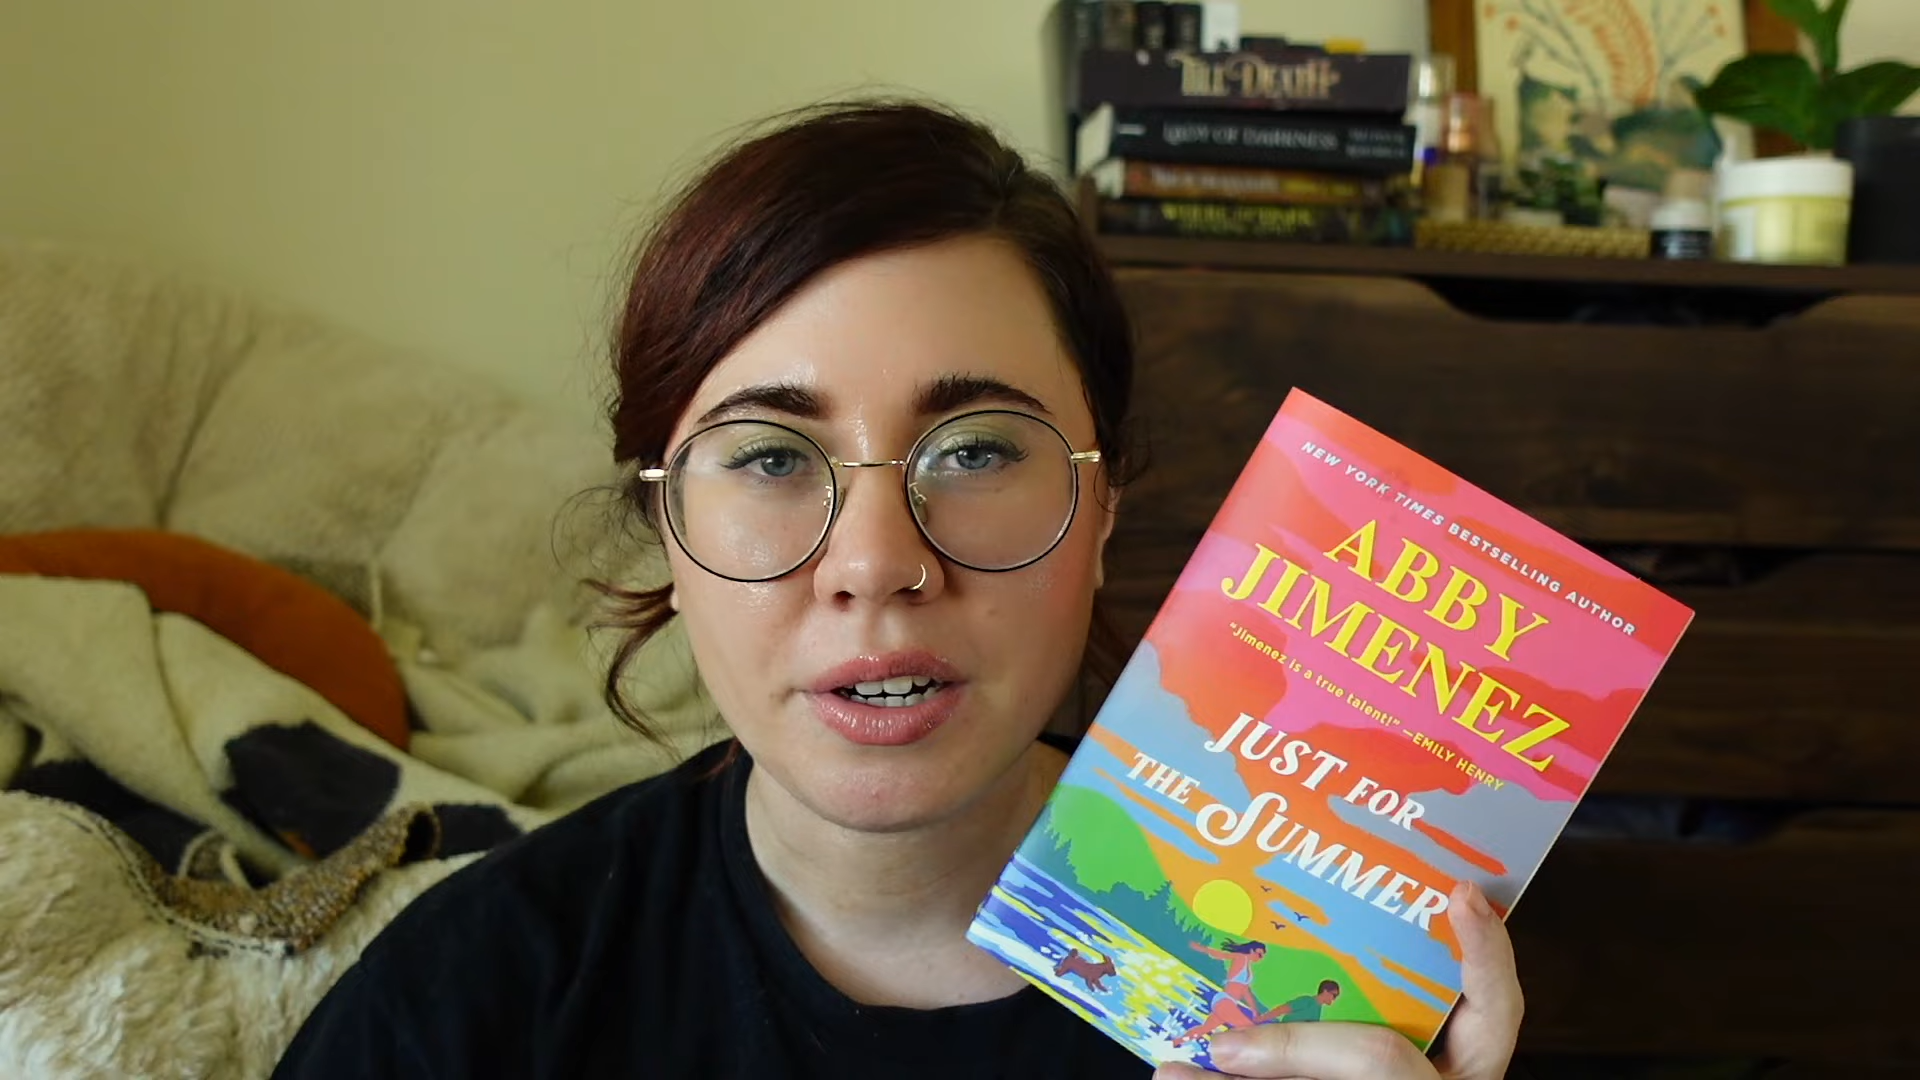 TILL DEATH
LADY OF DARKNESS
NEW YORK TIMES BESTSELLING AUTHOR
ABBY
JIMENEZ
"Jimenez is a true talent!" —EMILY HENRY
JUST FOR
THE SUMMER